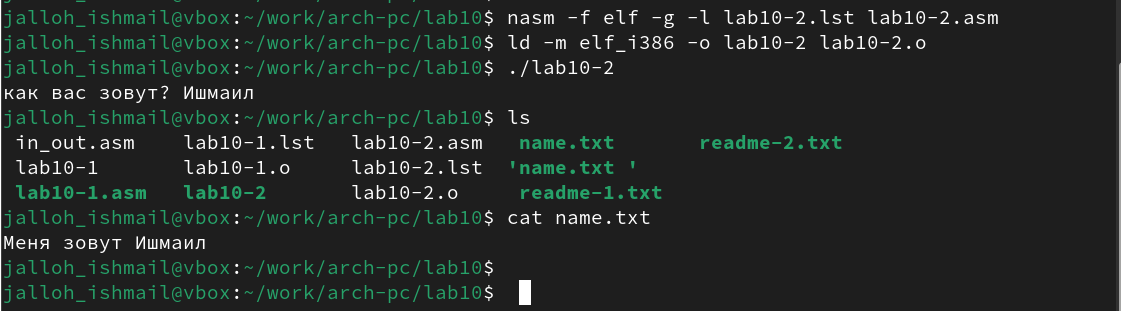 jalloh_ishmail@vbox:~/work/arch-pc/lab10$ nasm -f elf -g -l lab10-2.lst lab10-2.asm
jalloh_ishmail@vbox:~/work/arch-pc/lab10$ ld -m elf_i386 -o lab10-2 lab10-2.o
jalloh_ishmail@vbox:~/work/arch-pc/lab10$ ./lab10-2
как вас зовут? Ишмаил
jalloh_ishmail@vbox:~/work/arch-pc/lab10$ ls
in_out.asm lab10-1.lst lab10-2.asm name.txt readme-2.txt
lab10-1 lab10-1.o lab10-2.lst 'name.txt '
lab10-1.asm lab10-2 lab10-2.o readme-1.txt
jalloh_ishmail@vbox:~/work/arch-pc/lab10$ cat name.txt
Меня зовут Ишмаил
jalloh_ishmail@vbox:~/work/arch-pc/lab10$
jalloh_ishmail@vbox:~/work/arch-pc/lab10$